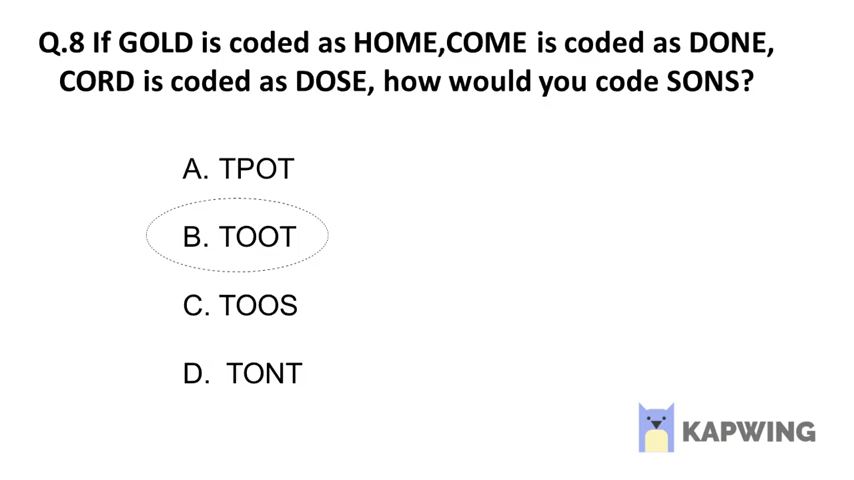 Q.8 If GOLD is coded as HOME,COME is coded as DONE,
CORD is coded as DOSE, how would you code SONS?
A. TPOT
B. TOOT
C. TOOS
D. TONT
KAPWING